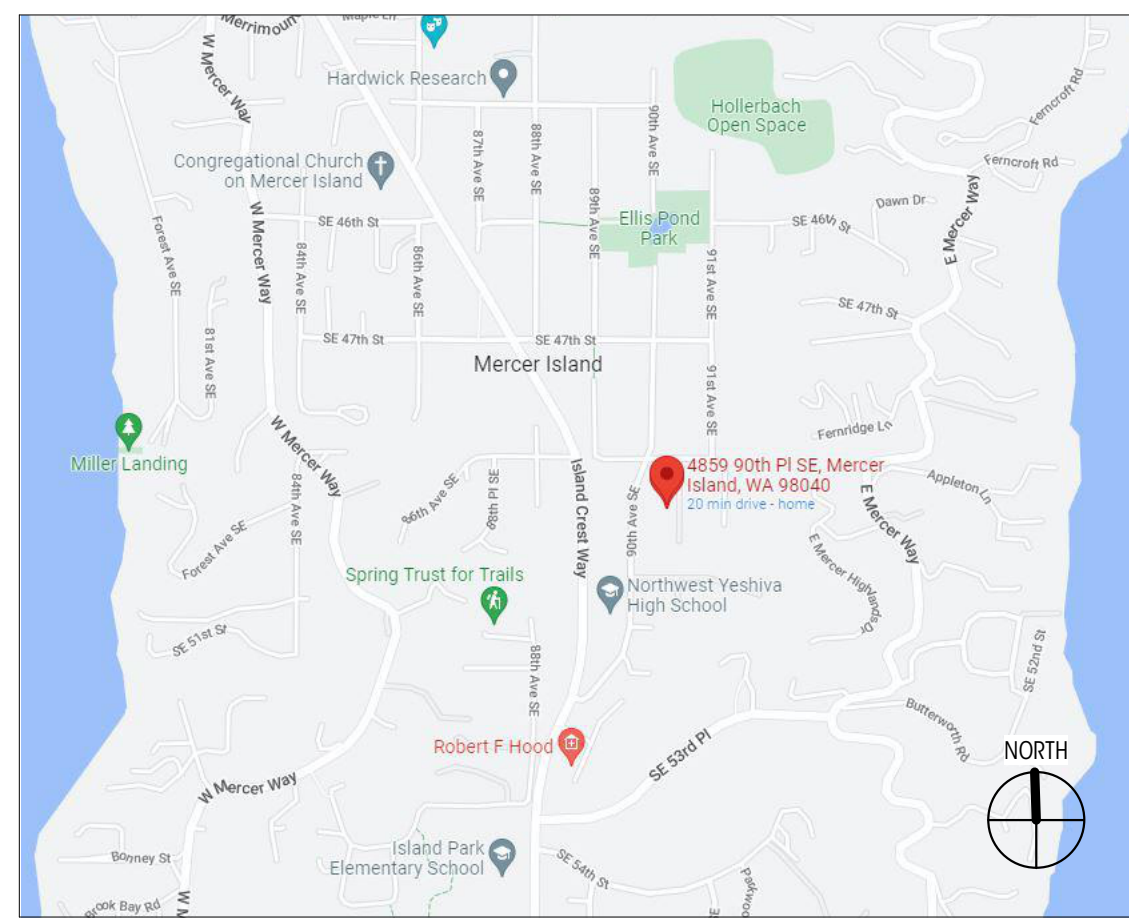 Maple Ln
Merrimount
W Mercer Way
Hardwick Research
Hollerbach
Open Space
Ferncroft Rd
87th Ave SE
88th Ave SE
90th Ave SE
Congregational Church
on Mercer Island
Ferncroft Rd
Dawn Dr
W Mercer Way
SE 46th St
89th Ave SE
Ellis Pond
Park
SE 46th St
E Mercer Way
Forest Ave SE
84th Ave SE
86th Ave SE
91st Ave SE
81st Ave SE
SE 47th St
SE 47th St
SE 47th St
Mercer Island
91st Ave SE
Miller Landing
W Mercer Way
Fernridge Ln
84th Ave SE
86th Ave SE
88th Pl SE
Island Crest Way
90th Ave SE
4859 90th Pl SE, Mercer
Island, WA 98040
20 min drive - home
E Mercer Way
Appleton Ln
Forest Ave SE
E Mercer Highlands Dr
Spring Trust for Trails
Northwest Yeshiva
High School
SE 51st St
88th Ave SE
SE 52nd St
Butterworth Rd
Robert F Hood
SE 53rd Pl
NORTH
W Mercer Way
Island Park
Elementary School
Bonney St
SE 54th St
W M
rook Bay Rd
Parkwoo
SE